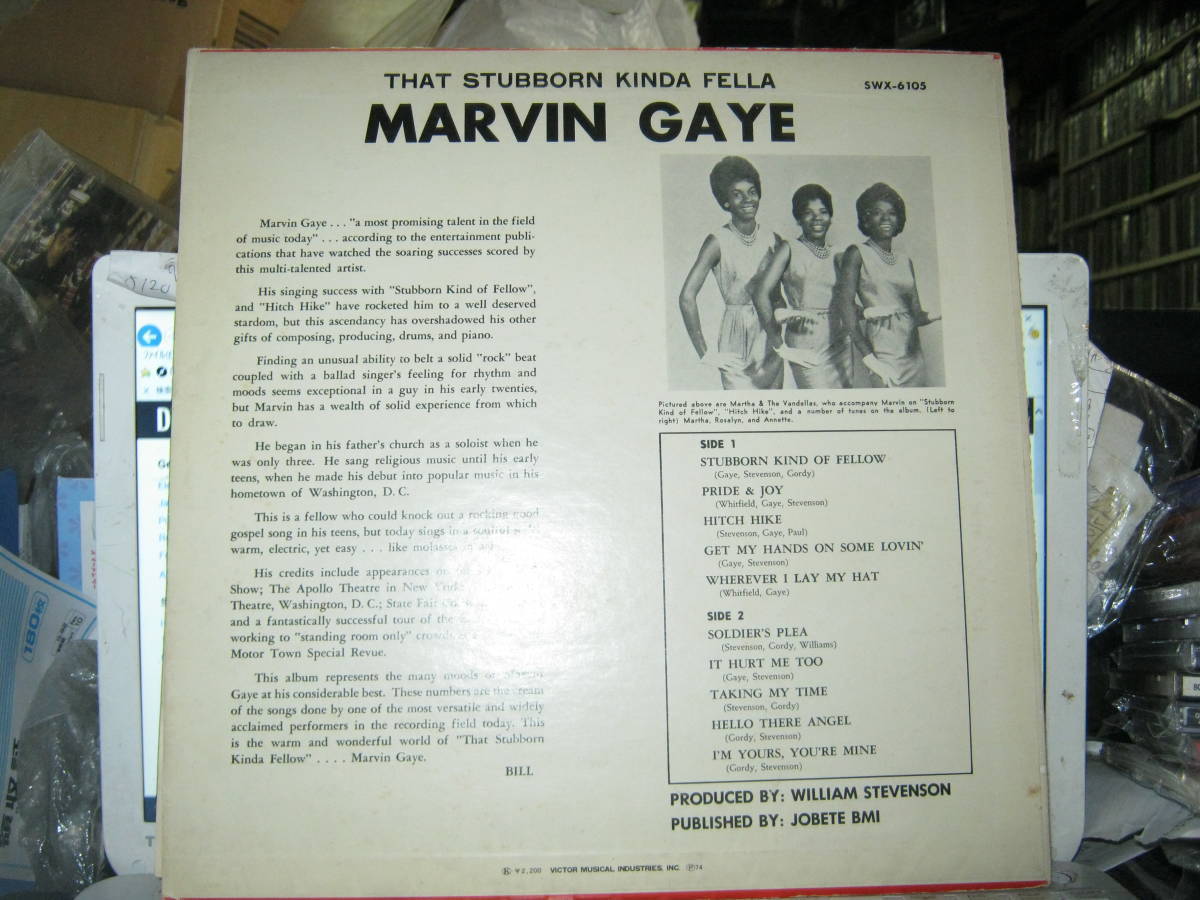 THAT STUBBORN KINDA FELLA
SWX-6105
MARVIN GAYE
Marvin Gaye . . . "a most promising talent in the field
of music today" . . . according to the entertainment publi-
cations that have watched the soaring successes scored by
this multi-talented artist.
His singing success with "Stubborn Kind of Fellow",
and "Hitch Hike" have rocketed him to a well deserved
stardom, but this ascendancy has overshadowed his other
gifts of composing, producing, drums, and piano.
Finding an unusual ability to belt a solid "rock" beat
coupled with a ballad singer's feeling for rhythm and
moods seems exceptional in a guy in his early twenties,
but Marvin has a wealth of solid experience from which
to draw.
He began in his father's church as a soloist when he
was only three. He sang religious music until his early
teens, when he made his debut into popular music in his
hometown of Washington, D. C.
This is a fellow who could knock out a rocking good
gospel song in his teens, but today sings in a soulful
warm, electric, yet easy . . . like molasses in
His credits include appearances on
Show; The Apollo Theatre in New York
Theatre, Washington, D. C.; State Fair
and a fantastically successful tour of the
working to "standing room only" crowds
Motor Town Special Revue.
This album represents the many moods of Marvin
Gaye at his considerable best. These numbers are the cream
of the songs done by one of the most versatile and widely
acclaimed performers in the recording field today. This
is the warm and wonderful world of "That Stubborn
Kinda Fellow" . . . . Marvin Gaye.
BILL
Pictured above are Martha & The Vandellas, who accompany Marvin on "Stubborn
Kind of Fellow", "Hitch Hike", and a number of tunes on the album. (Left to
right) Martha, Rosalyn, and Annette.
SIDE 1
STUBBORN KIND OF FELLOW
(Gaye, Stevenson, Gordy)
PRIDE & JOY
(Whitfield, Gaye, Stevenson)
HITCH HIKE
(Stevenson, Gaye, Paul)
GET MY HANDS ON SOME LOVIN'
(Gaye, Stevenson)
WHEREVER I LAY MY HAT
(Whitfield, Gaye)
SIDE 2
SOLDIER'S PLEA
(Stevenson, Gordy, Williams)
IT HURT ME TOO
(Gaye, Stevenson)
TAKING MY TIME
(Stevenson, Gordy)
HELLO THERE ANGEL
(Gordy, Stevenson)
I'M YOURS, YOU'RE MINE
(Gordy, Stevenson)
PRODUCED BY: WILLIAM STEVENSON
PUBLISHED BY: JOBETE BMI
Ⓡ ¥2,200 VICTOR MUSICAL INDUSTRIES, INC. Ⓟ74
180枚